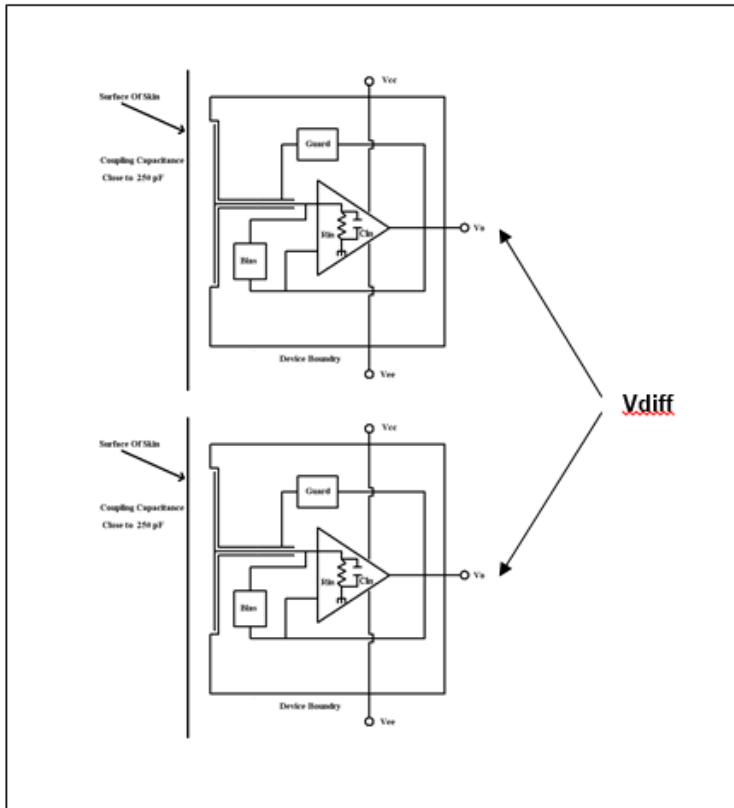 Vcc
Surface Of Skin
Guard
Coupling Capacitance
Close to 250 pF
Rin
Cin
Vo
Bias
Device Boundry
Vee
Vdiff
Vcc
Surface Of Skin
Guard
Coupling Capacitance
Close to 250 pF
Rin
Cin
Vo
Bias
Device Boundry
Vee